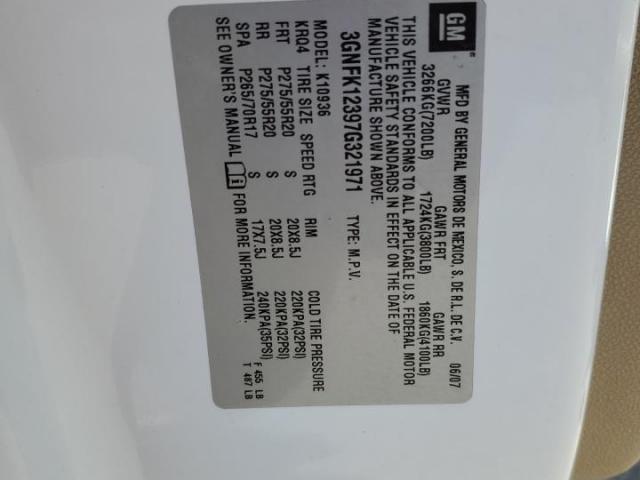 GM
MFD BY GENERAL MOTORS DE MEXICO, S. DE R.L. DE C.V. 06/07
GVWR GAWR FRT GAWR RR
3266KG(7200LB) 1724KG(3800LB) 1860KG(4100LB)
THIS VEHICLE CONFORMS TO ALL APPLICABLE U.S. FEDERAL MOTOR
VEHICLE SAFETY STANDARDS IN EFFECT ON THE DATE OF
MANUFACTURE SHOWN ABOVE.
3GNFK12397G321971 TYPE: M.P.V.
MODEL: K10936
KRQ4 TIRE SIZE SPEED RTG RIM COLD TIRE PRESSURE
FRT P275/55R20 S 20X8.5J 220KPA(32PSI)
RR P275/55R20 S 20X8.5J 220KPA(32PSI)
SPA P265/70R17 S 17X7.5J 240KPA(35PSI)
SEE OWNER'S MANUAL i FOR MORE INFORMATION.
F 455 LB
T 487 LB